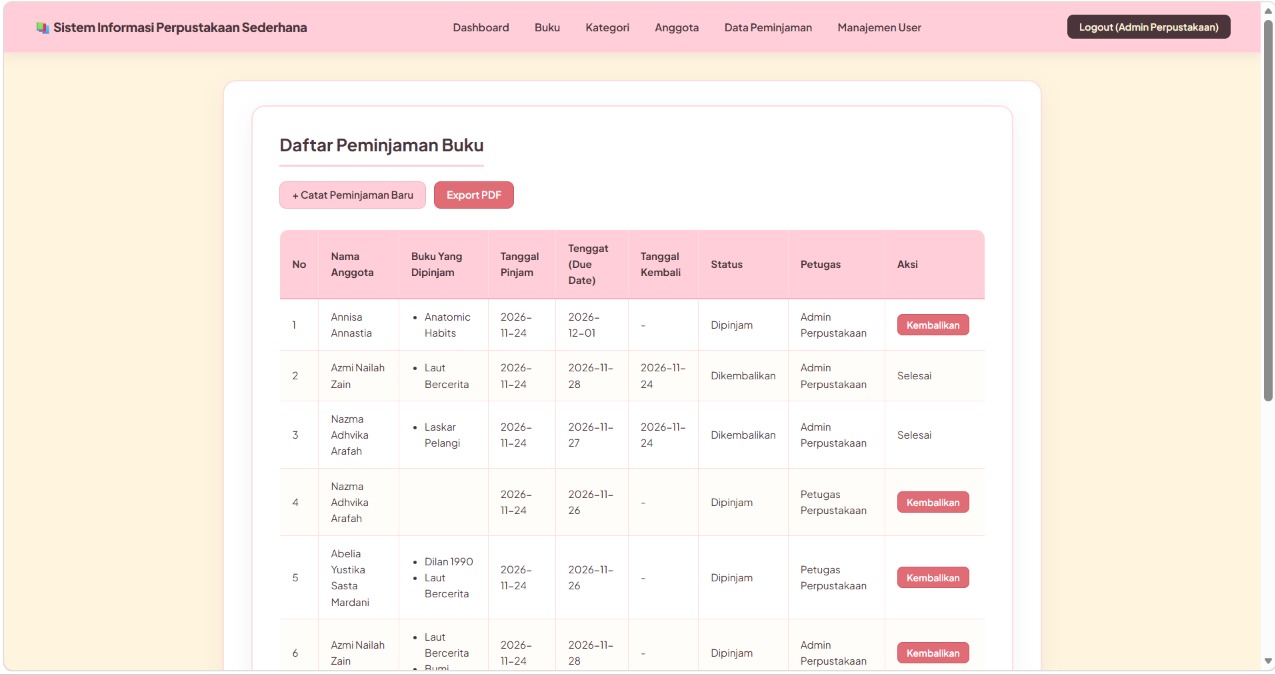 Sistem Informasi Perpustakaan Sederhana
Dashboard Buku Kategori Anggota Data Peminjaman Manajemen User
Logout (Admin Perpustakaan)
Daftar Peminjaman Buku
+ Catat Peminjaman Baru
Export PDF
No
Nama
Anggota
Buku Yang
Dipinjam
Tanggal
Pinjam
Tenggat
(Due
Date)
Tanggal
Kembali
Status
Petugas
Aksi
1
Annisa
Annastia
• Anatomic
Habits
2026-
11-24
2026-
12-01
-
Dipinjam
Admin
Perpustakaan
Kembalikan
2
Azmi Nailah
Zain
• Laut
Bercerita
2026-
11-24
2026-11-
28
2026-11-
24
Dikembalikan
Admin
Perpustakaan
Selesai
3
Nazma
Adhvika
Arafah
• Laskar
Pelangi
2026-
11-24
2026-11-
27
2026-11-
24
Dikembalikan
Admin
Perpustakaan
Selesai
4
Nazma
Adhvika
Arafah
2026-
11-24
2026-11-
26
-
Dipinjam
Petugas
Perpustakaan
Kembalikan
5
Abelia
Yustika
Sasta
Mardani
• Dilan 1990
• Laut
Bercerita
2026-
11-24
2026-11-
26
-
Dipinjam
Petugas
Perpustakaan
Kembalikan
6
Azmi Nailah
Zain
• Laut
Bercerita
• Bumi
2026-
11-24
2026-11-
28
-
Dipinjam
Admin
Perpustakaan
Kembalikan